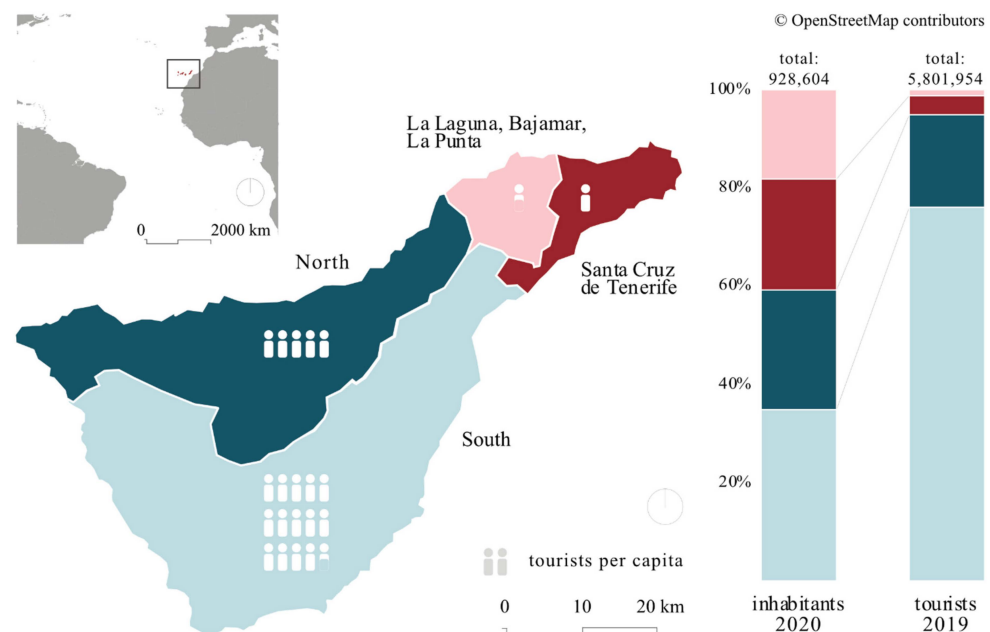 © OpenStreetMap contributors
0
2000 km
La Laguna, Bajamar,
La Punta
North
Santa Cruz
de Tenerife
South
tourists per capita
0
10
20 km
total:
928,604
total:
5,801,954
100%
80%
60%
40%
20%
inhabitants
2020
tourists
2019